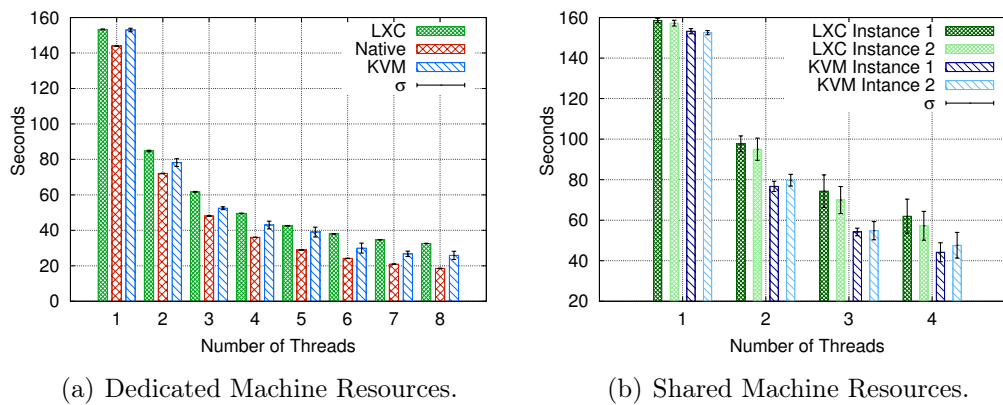 LXC
Native
KVM
σ
160
140
120
100
80
60
40
20
0
Seconds
1 2 3 4 5 6 7 8
Number of Threads
(a) Dedicated Machine Resources.
LXC Instance 1
LXC Instance 2
KVM Instance 1
KVM Intance 2
σ
160
140
120
100
80
60
40
20
Seconds
1 2 3 4
Number of Threads
(b) Shared Machine Resources.